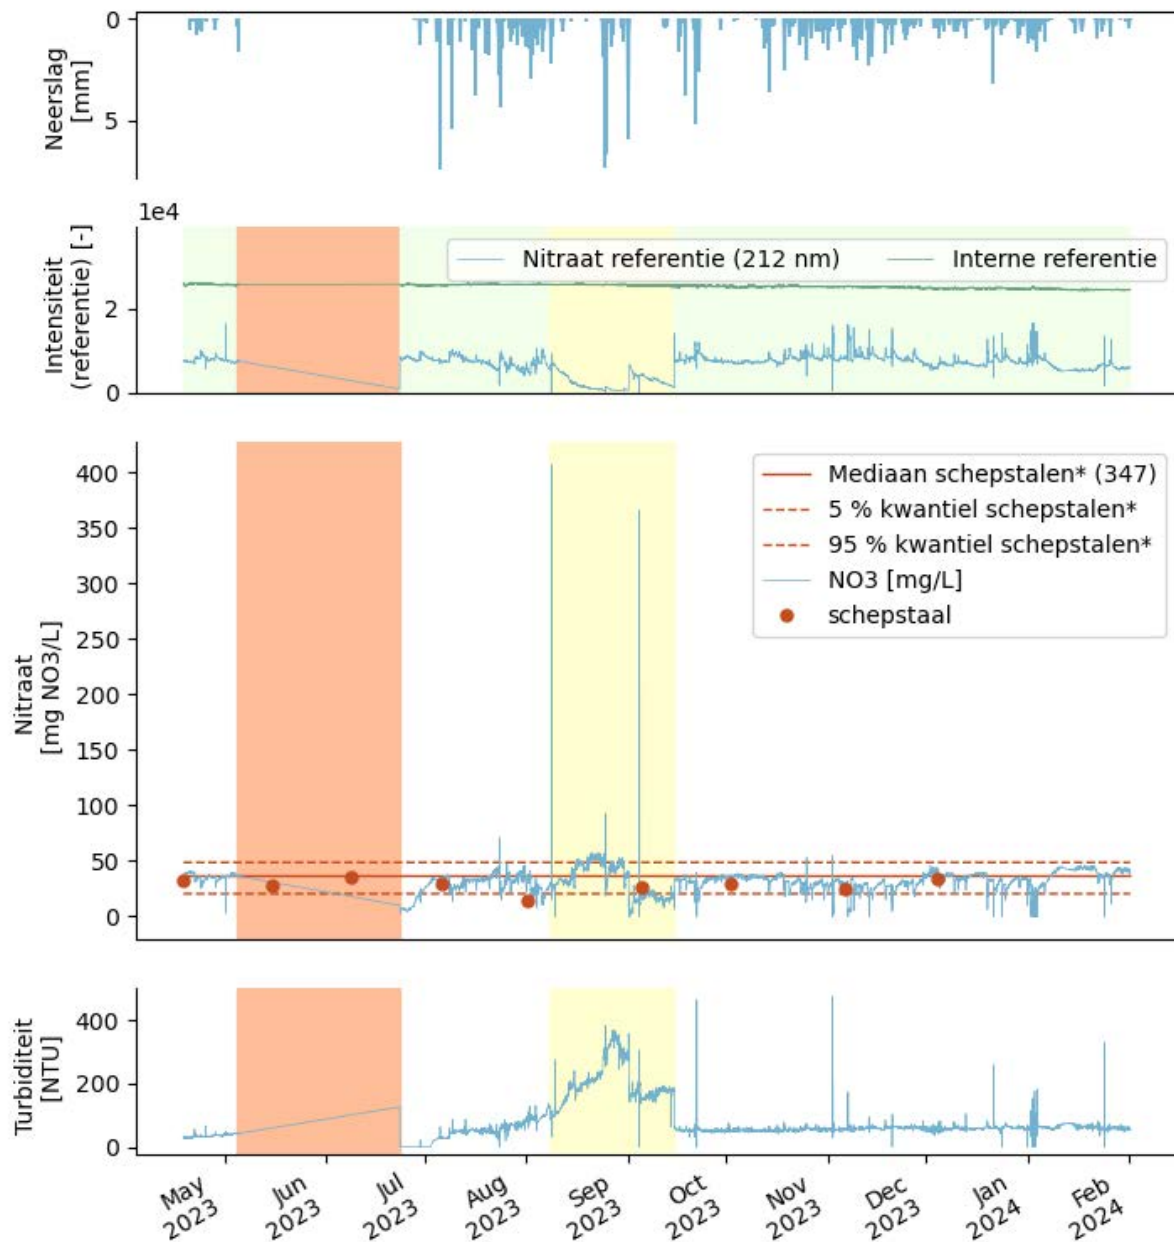 0
5
Neerslag
[mm]
1e4
2
0
Intensiteit
(referentie) [-]
Nitraat referentie (212 nm)
Interne referentie
400
350
300
250
200
150
100
50
0
Nitraat
[mg NO3/L]
Mediaan schepstalen* (347)
5 % kwantiel schepstalen*
95 % kwantiel schepstalen*
NO3 [mg/L]
schepstaal
400
200
0
Turbiditeit
[NTU]
May
2023
Jun
2023
Jul
2023
Aug
2023
Sep
2023
Oct
2023
Nov
2023
Dec
2023
Jan
2024
Feb
2024